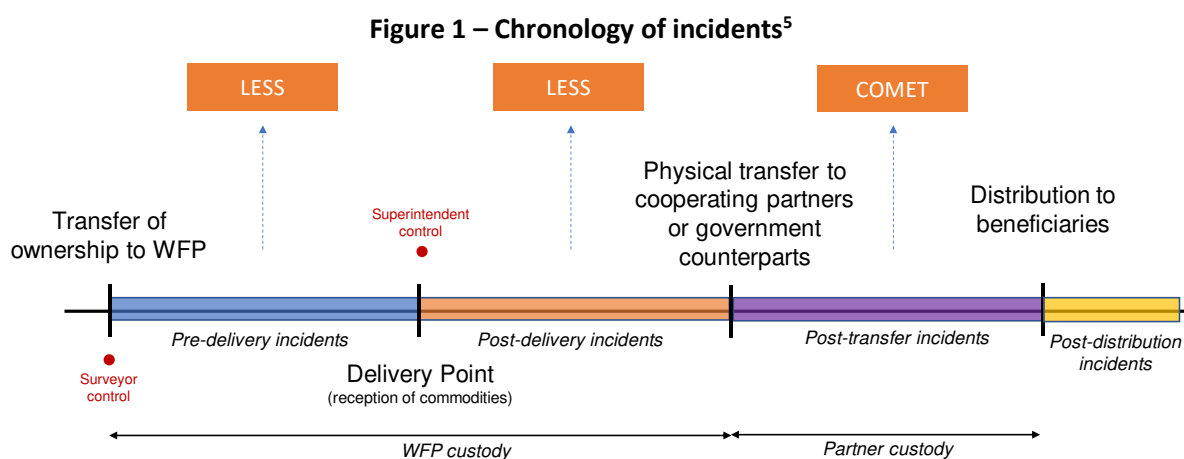 Figure 1 – Chronology of incidents5
LESS
LESS
COMET
Transfer of
ownership to WFP
Superintendent
control
Physical transfer to
cooperating partners
or government
counterparts
Distribution to
beneficiaries
Pre-delivery incidents
Post-delivery incidents
Post-transfer incidents
Post-distribution
incidents
Surveyor
control
Delivery Point
(reception of commodities)
WFP custody
Partner custody